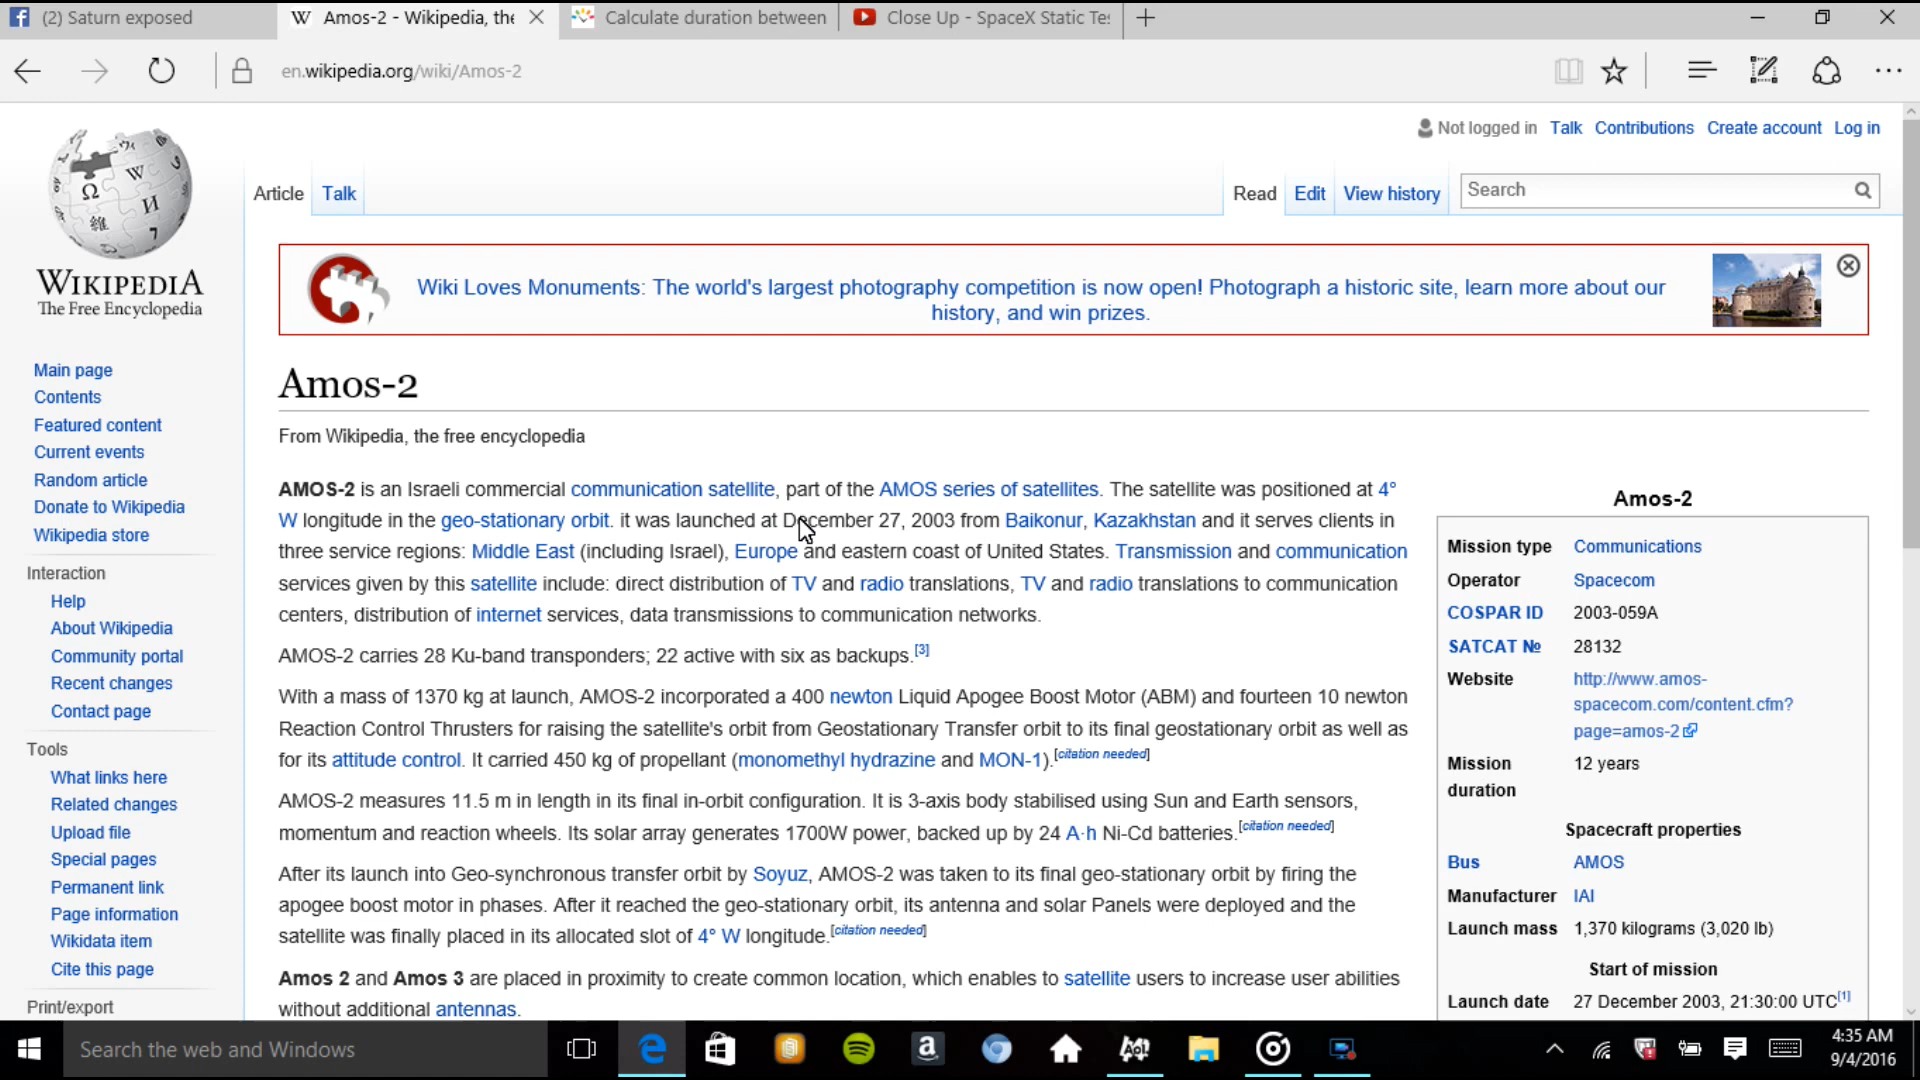 (2) Saturn exposed
W Amos-2 - Wikipedia, the
Calculate duration between
Close Up - SpaceX Static Tes
en.wikipedia.org/wiki/Amos-2
Not logged in Talk Contributions Create account Log in
Article Talk Read Edit View history Search
WIKIPEDIA
The Free Encyclopedia
Wiki Loves Monuments: The world's largest photography competition is now open! Photograph a historic site, learn more about our
history, and win prizes.
Main page
Contents
Featured content
Current events
Random article
Donate to Wikipedia
Wikipedia store
Interaction
Help
About Wikipedia
Community portal
Recent changes
Contact page
Tools
What links here
Related changes
Upload file
Special pages
Permanent link
Page information
Wikidata item
Cite this page
Print/export
Amos-2
From Wikipedia, the free encyclopedia
AMOS-2 is an Israeli commercial communication satellite, part of the AMOS series of satellites. The satellite was positioned at 4°
W longitude in the geo-stationary orbit. it was launched at December 27, 2003 from Baikonur, Kazakhstan and it serves clients in
three service regions: Middle East (including Israel), Europe and eastern coast of United States. Transmission and communication
services given by this satellite include: direct distribution of TV and radio translations, TV and radio translations to communication
centers, distribution of internet services, data transmissions to communication networks.
AMOS-2 carries 28 Ku-band transponders; 22 active with six as backups.[3]
With a mass of 1370 kg at launch, AMOS-2 incorporated a 400 newton Liquid Apogee Boost Motor (ABM) and fourteen 10 newton
Reaction Control Thrusters for raising the satellite's orbit from Geostationary Transfer orbit to its final geostationary orbit as well as
for its attitude control. It carried 450 kg of propellant (monomethyl hydrazine and MON-1).[citation needed]
AMOS-2 measures 11.5 m in length in its final in-orbit configuration. It is 3-axis body stabilised using Sun and Earth sensors,
momentum and reaction wheels. Its solar array generates 1700W power, backed up by 24 A·h Ni-Cd batteries.[citation needed]
After its launch into Geo-synchronous transfer orbit by Soyuz, AMOS-2 was taken to its final geo-stationary orbit by firing the
apogee boost motor in phases. After it reached the geo-stationary orbit, its antenna and solar Panels were deployed and the
satellite was finally placed in its allocated slot of 4° W longitude.[citation needed]
Amos 2 and Amos 3 are placed in proximity to create common location, which enables to satellite users to increase user abilities
without additional antennas.
Amos-2
Mission type Communications
Operator Spacecom
COSPAR ID 2003-059A
SATCAT № 28132
Website http://www.amos-
spacecom.com/content.cfm?
page=amos-2
Mission 12 years
duration
Spacecraft properties
Bus AMOS
Manufacturer IAI
Launch mass 1,370 kilograms (3,020 lb)
Start of mission
Launch date 27 December 2003, 21:30:00 UTC[1]
Search the web and Windows
Aol!
4:35 AM
9/4/2016